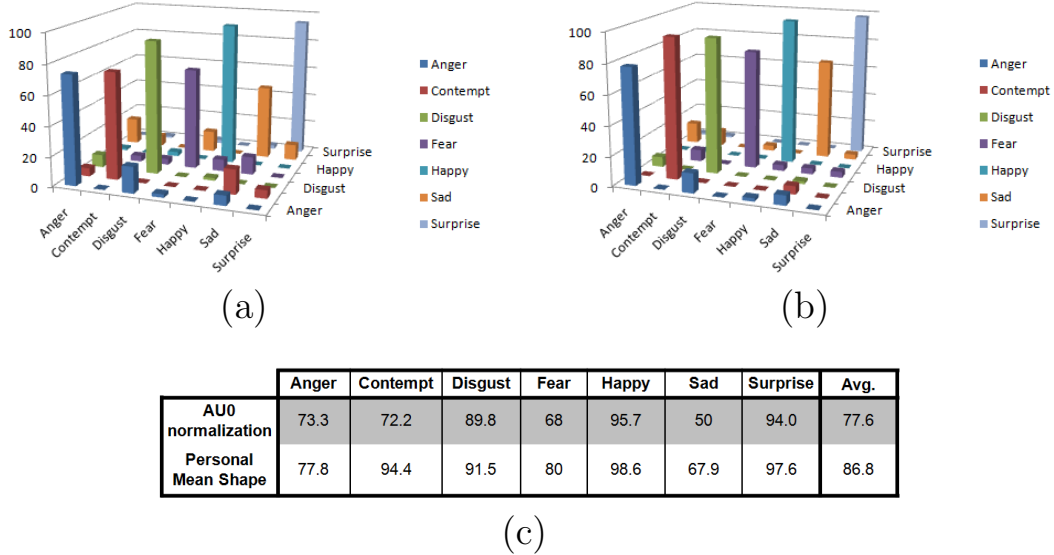 100
80
60
40
20
0
Anger
Contempt
Disgust
Fear
Happy
Sad
Surprise
Surprise
Happy
Disgust
Anger
Anger
Contempt
Disgust
Fear
Happy
Sad
Surprise
(a)
100
80
60
40
20
0
Anger
Contempt
Disgust
Fear
Happy
Sad
Surprise
Surprise
Happy
Disgust
Anger
Anger
Contempt
Disgust
Fear
Happy
Sad
Surprise
(b)
Anger Contempt Disgust Fear Happy Sad Surprise Avg.
AU0
normalization 73.3 72.2 89.8 68 95.7 50 94.0 77.6
Personal
Mean Shape 77.8 94.4 91.5 80 98.6 67.9 97.6 86.8
(c)